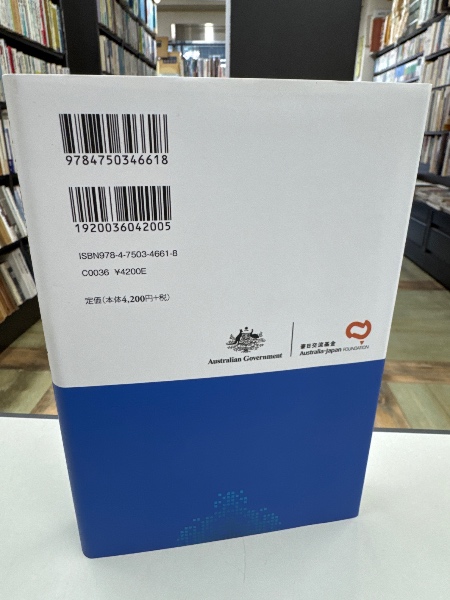 9784750346618
1920036042005
ISBN978-4-7503-4661-8
C0036 ¥4200E
定価(本体4,200円+税)
Australian Government
豪日交流基金
Australia-Japan FOUNDATION